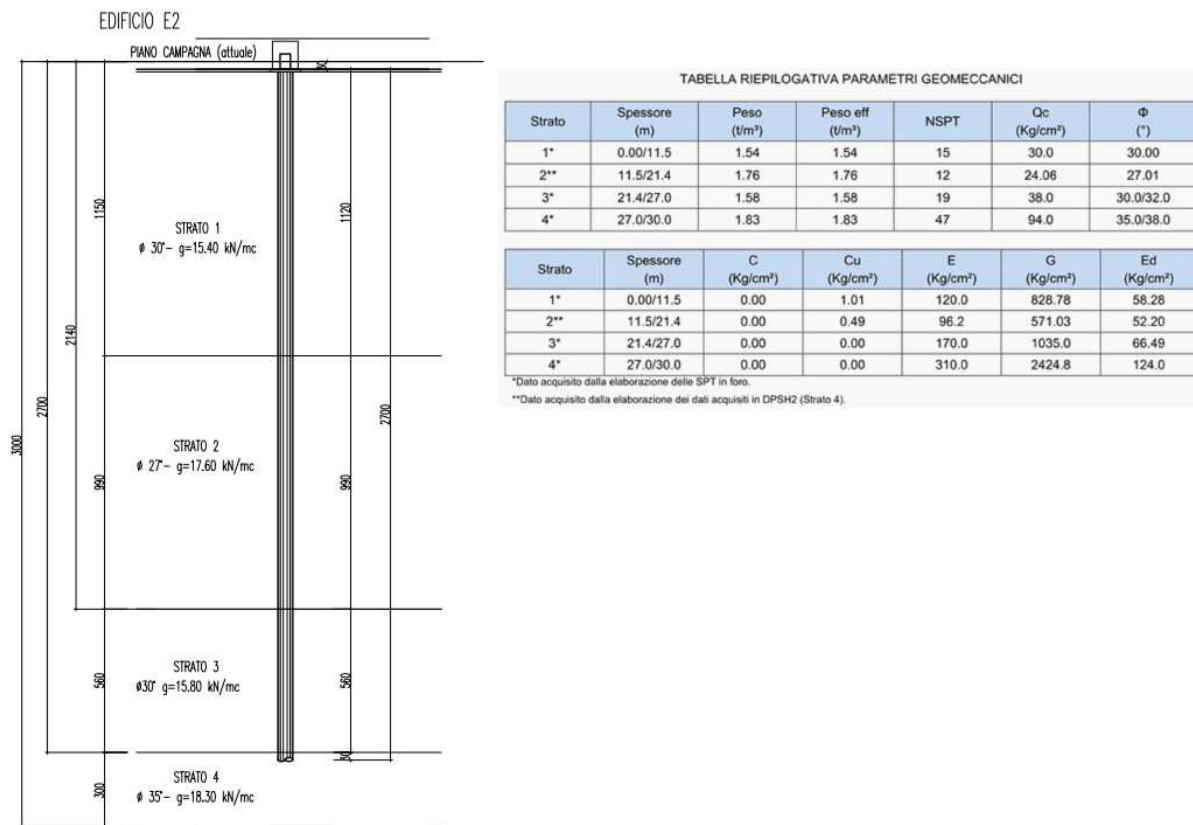 EDIFICIO E2
PIANO CAMPAGNA (attuale)
30
1150
1120
STRATO 1
ϕ 30°- g=15.40 kN/mc
2140
2700
3000
2700
STRATO 2
ϕ 27°- g=17.60 kN/mc
990
990
STRATO 3
ϕ30° g=15.80 kN/mc
560
560
30
STRATO 4
ϕ 35°- g=18.30 kN/mc
300
TABELLA RIEPILOGATIVA PARAMETRI GEOMECCANICI
Strato Spessore (m) Peso (t/m³) Peso eff (t/m³) NSPT Qc (Kg/cm²) Φ (°)
1* 0.00/11.5 1.54 1.54 15 30.0 30.00
2** 11.5/21.4 1.76 1.76 12 24.06 27.01
3* 21.4/27.0 1.58 1.58 19 38.0 30.0/32.0
4* 27.0/30.0 1.83 1.83 47 94.0 35.0/38.0
Strato Spessore (m) C (Kg/cm²) Cu (Kg/cm²) E (Kg/cm²) G (Kg/cm²) Ed (Kg/cm²)
1* 0.00/11.5 0.00 1.01 120.0 828.78 58.28
2** 11.5/21.4 0.00 0.49 96.2 571.03 52.20
3* 21.4/27.0 0.00 0.00 170.0 1035.0 66.49
4* 27.0/30.0 0.00 0.00 310.0 2424.8 124.0
*Dato acquisito dalla elaborazione delle SPT in foro.
**Dato acquisito dalla elaborazione dei dati acquisiti in DPSH2 (Strato 4).